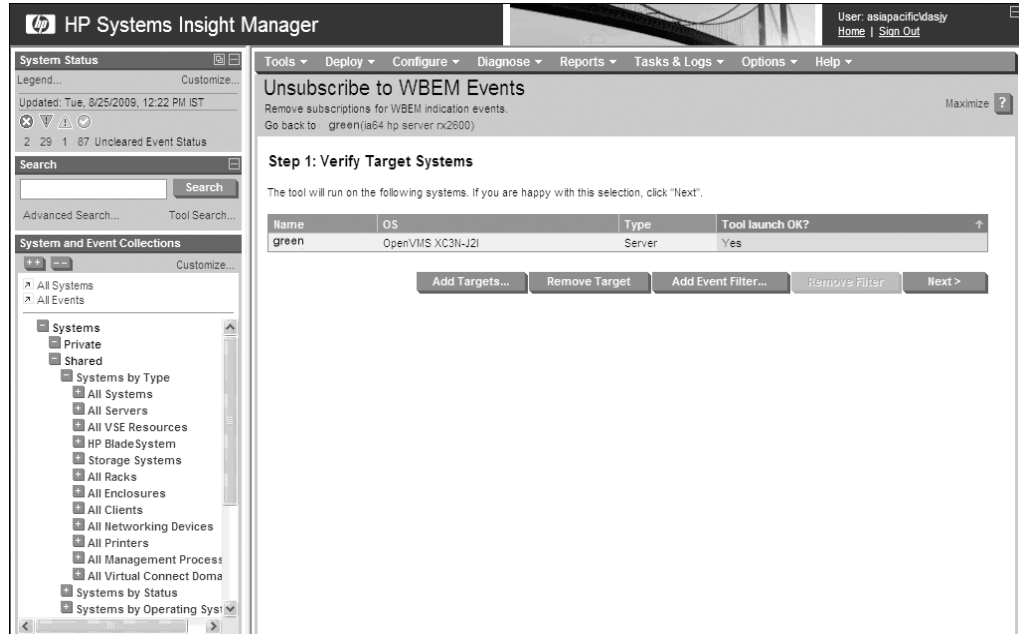 hp HP Systems Insight Manager
User: asiapacific\dasjy
Home | Sign Out
System Status
Legend... Customize...
Updated: Tue, 8/25/2009, 12:22 PM IST
2 29 1 87 Uncleared Event Status
Search
Search
Advanced Search... Tool Search...
System and Event Collections
++ -- Customize...
All Systems
All Events
Systems
Private
Shared
Systems by Type
All Systems
All Servers
All VSE Resources
HP BladeSystem
Storage Systems
All Racks
All Enclosures
All Clients
All Networking Devices
All Printers
All Management Process
All Virtual Connect Doma
Systems by Status
Systems by Operating Syst
Tools Deploy Configure Diagnose Reports Tasks & Logs Options Help
Unsubscribe to WBEM Events
Remove subscriptions for WBEM indication events.
Maximize ?
Go back to green(ia64 hp server rx2600)
Step 1: Verify Target Systems
The tool will run on the following systems. If you are happy with this selection, click "Next".
Name OS Type Tool launch OK?
green OpenVMS XC3N-J2I Server Yes
Add Targets... Remove Target Add Event Filter... Remove Filter Next >